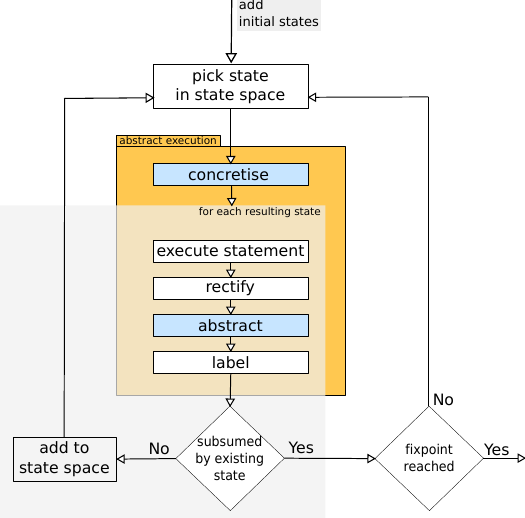 add
initial states
pick state
in state space
abstract execution
concretise
for each resulting state
execute statement
rectify
abstract
label
No
subsumed
by existing
state
Yes
add to
state space
No
fixpoint
reached
Yes